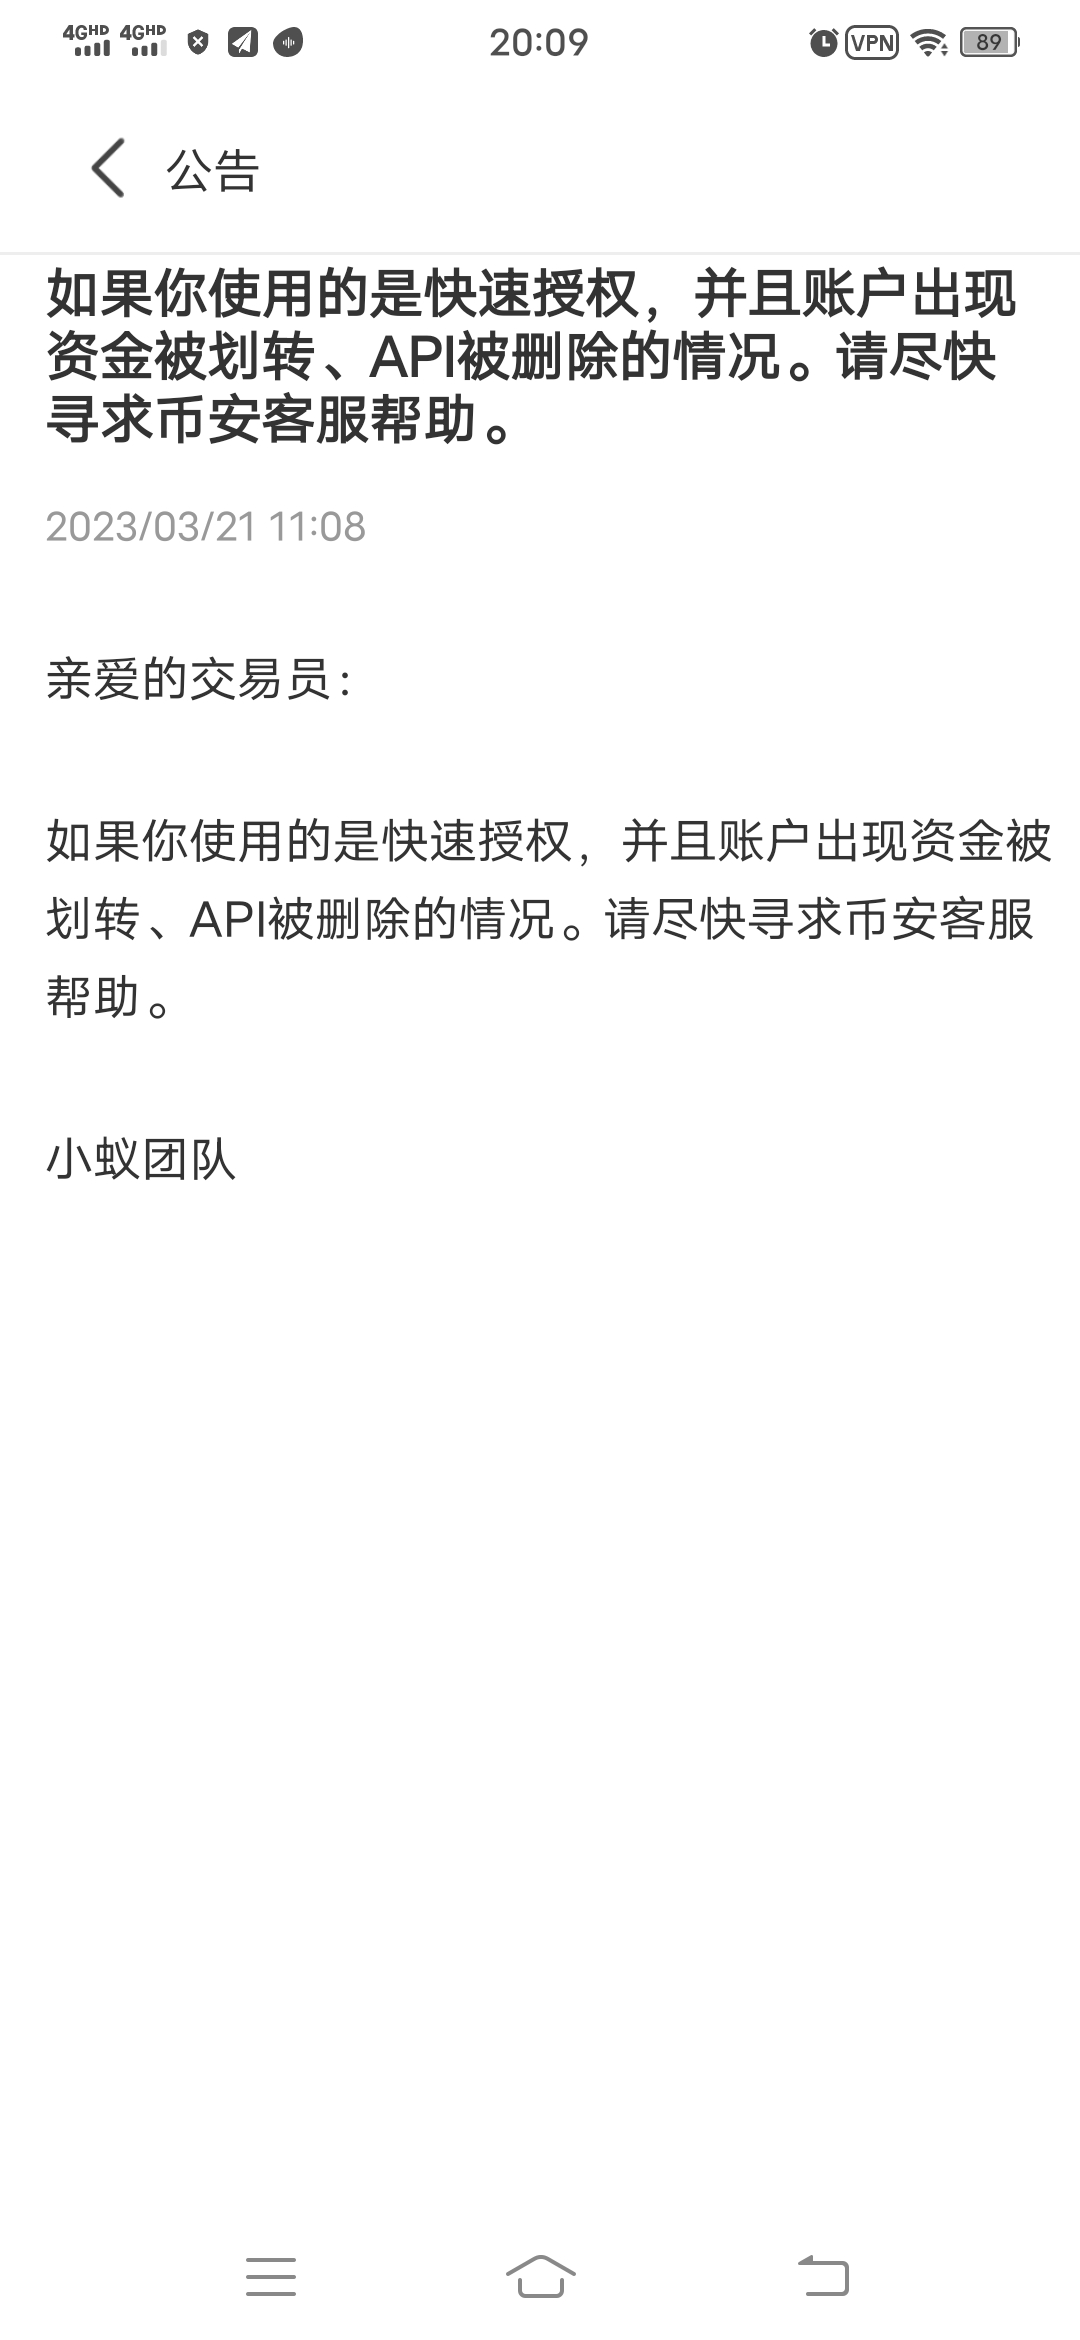 4GHD 4GHD 20:09 VPN 89
公告
如果你使用的是快速授权，并且账户出现
资金被划转、API被删除的情况。请尽快
寻求币安客服帮助。
2023/03/21 11:08
亲爱的交易员：
如果你使用的是快速授权，并且账户出现资金被
划转、API被删除的情况。请尽快寻求币安客服
帮助。
小蚁团队